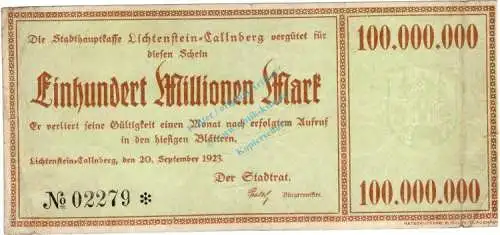 Die Stadthauptkasse Lichtenstein-Callnberg vergütet für
diesen Schein
100.000.000
Einhundert Millionen Mark
Er verliert seine Gültigkeit einen Monat nach erfolgtem Aufruf
in den hiesigen Blättern.
Lichtenstein-Callnberg, den 20. September 1923.
Der Stadtrat.
№ 02279 *
Bürgermeister.
100.000.000